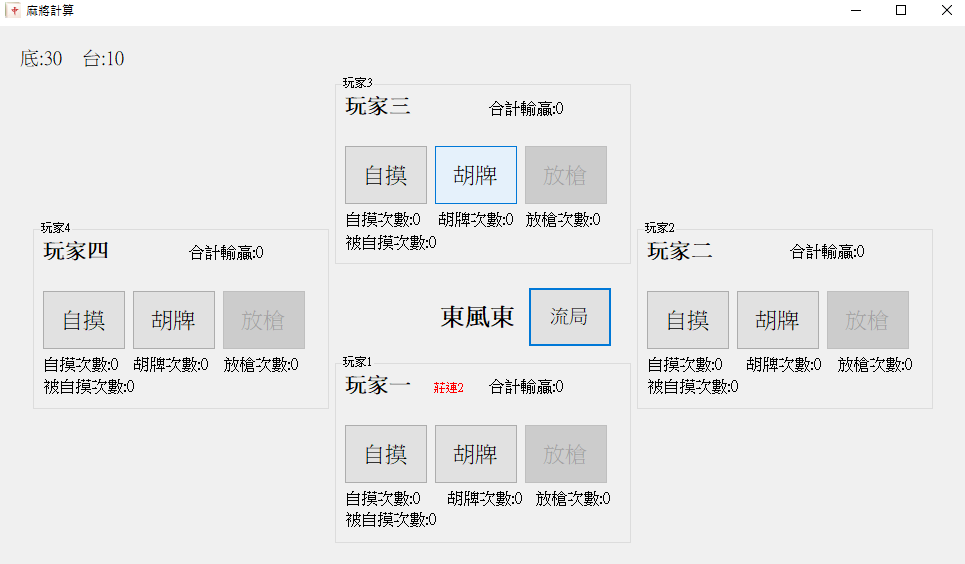 麻將計算
底:30 台:10
玩家3
玩家三 合計輸贏:0
自摸 胡牌 放槍
自摸次數:0 胡牌次數:0 放槍次數:0
被自摸次數:0
玩家4
玩家四 合計輸贏:0
自摸 胡牌 放槍
自摸次數:0 胡牌次數:0 放槍次數:0
被自摸次數:0
玩家2
玩家二 合計輸贏:0
自摸 胡牌 放槍
自摸次數:0 胡牌次數:0 放槍次數:0
被自摸次數:0
東風東 流局
玩家1
玩家一 莊連2 合計輸贏:0
自摸 胡牌 放槍
自摸次數:0 胡牌次數:0 放槍次數:0
被自摸次數:0